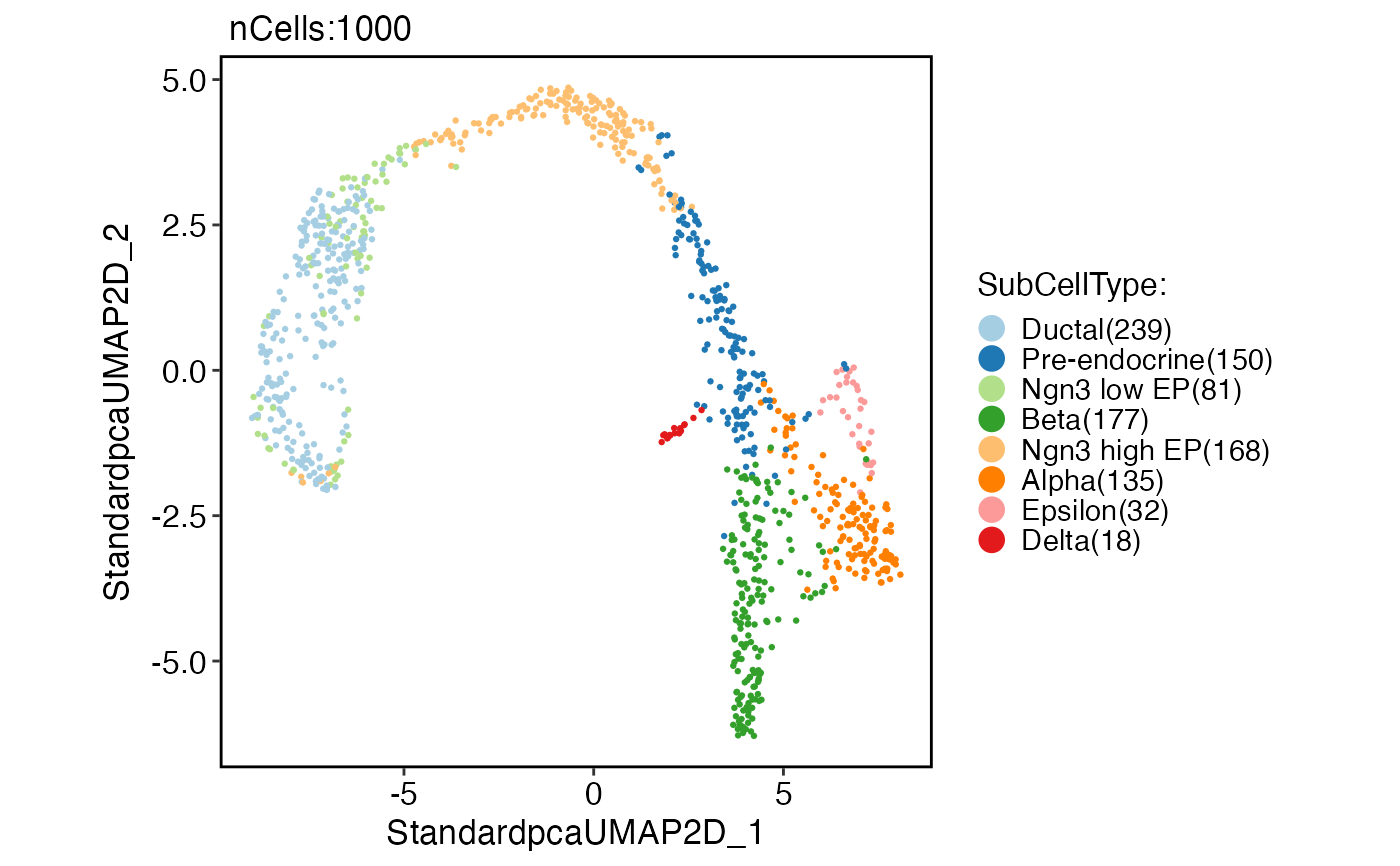 nCells:1000
StandardpcaUMAP2D_2
5.0
2.5
0.0
-2.5
-5.0
-5
0
5
StandardpcaUMAP2D_1
SubCellType:
Ductal(239)
Pre-endocrine(150)
Ngn3 low EP(81)
Beta(177)
Ngn3 high EP(168)
Alpha(135)
Epsilon(32)
Delta(18)